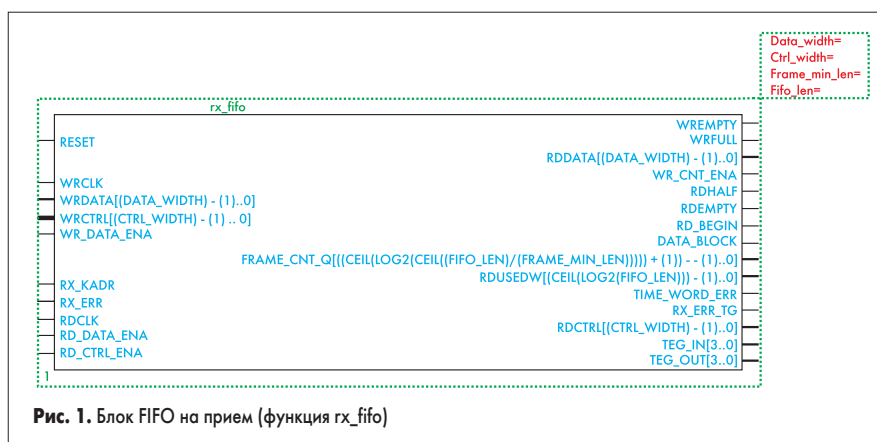 Data_width=
Ctrl_width=
Frame_min_len=
Fifo_len=
rx_fifo
RESET
WRCLK
WRDATA[(DATA_WIDTH) - (1)..0]
WRCTRL[(CTRL_WIDTH) - (1) .. 0]
WR_DATA_ENA
RX_KADR
RX_ERR
RDCLK
RD_DATA_ENA
RD_CTRL_ENA
WREMPTY
WRFULL
RDDATA[(DATA_WIDTH) - (1)..0]
WR_CNT_ENA
RDHALF
RDEMPTY
RD_BEGIN
DATA_BLOCK
FRAME_CNT_Q[((CEIL(LOG2(CEIL((FIFO_LEN)/(FRAME_MIN_LEN))))) + (1)) - - (1)..0]
RDUSEDW[(CEIL(LOG2(FIFO_LEN))) - (1)..0]
TIME_WORD_ERR
RX_ERR_TG
RDCTRL[(CTRL_WIDTH) - (1)..0]
TEG_IN[3..0]
TEG_OUT[3..0]
1
Рис. 1. Блок FIFO на прием (функция rx_fifo)